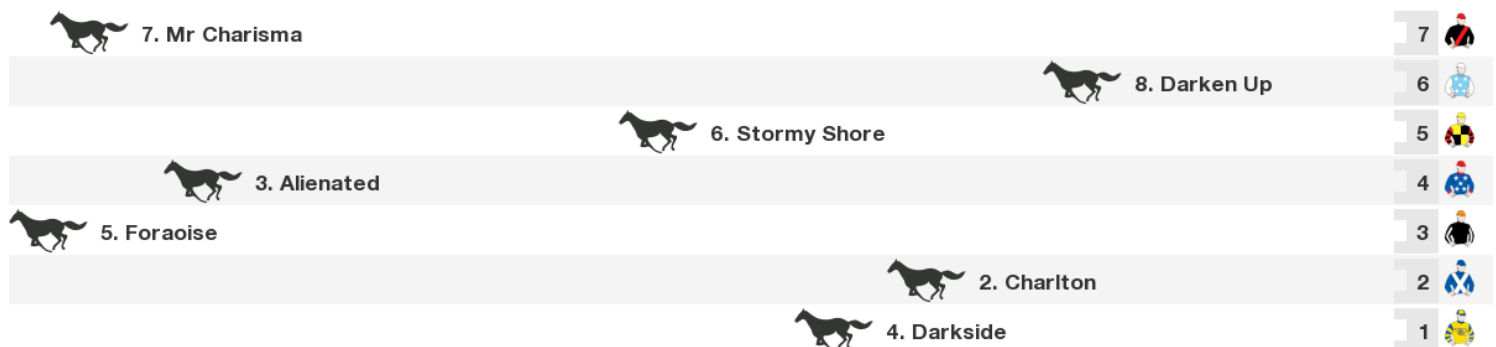 7. Mr Charisma 7
8. Darken Up 6
6. Stormy Shore 5
3. Alienated 4
5. Foraoise 3
2. Charlton 2
4. Darkside 1